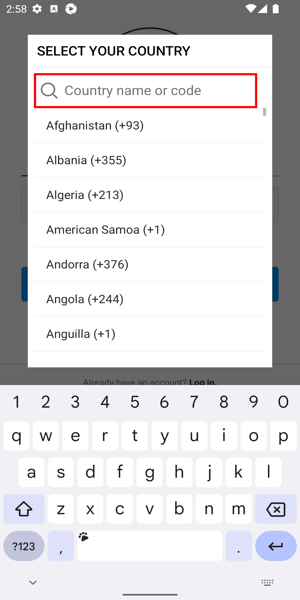 2:58
SELECT YOUR COUNTRY
Country name or code
Afghanistan (+93)
Albania (+355)
Algeria (+213)
American Samoa (+1)
Andorra (+376)
Angola (+244)
Anguilla (+1)
Already have an account? Log in.
1 2 3 4 5 6 7 8 9 0
q w e r t y u i o p
a s d f g h j k l
z x c v b n m
?123 , .